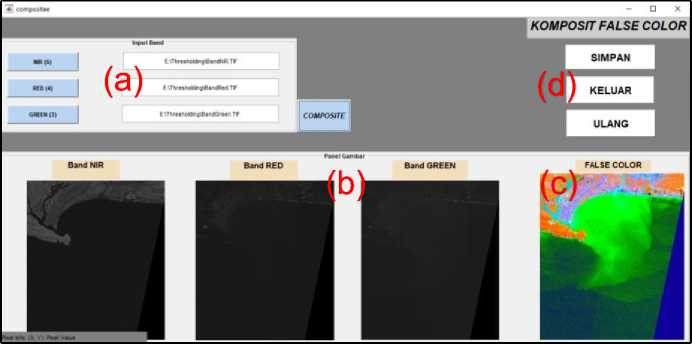 composites
KOMPOSIT FALSE COLOR
Input Band
NIR (5)
E:\Thresholding\BandNIR.TIF
RED (4)
E:\Thresholding\BandRed.TIF
GREEN (3)
E:\Thresholding\BandGreen.TIF
(a)
COMPOSITE
SIMPAN
KELUAR
ULANG
(d)
Panel Gambar
Band NIR
Band RED
Band GREEN
FALSE COLOR
(b)
(c)
Pixel info: (X, Y) Pixel Value